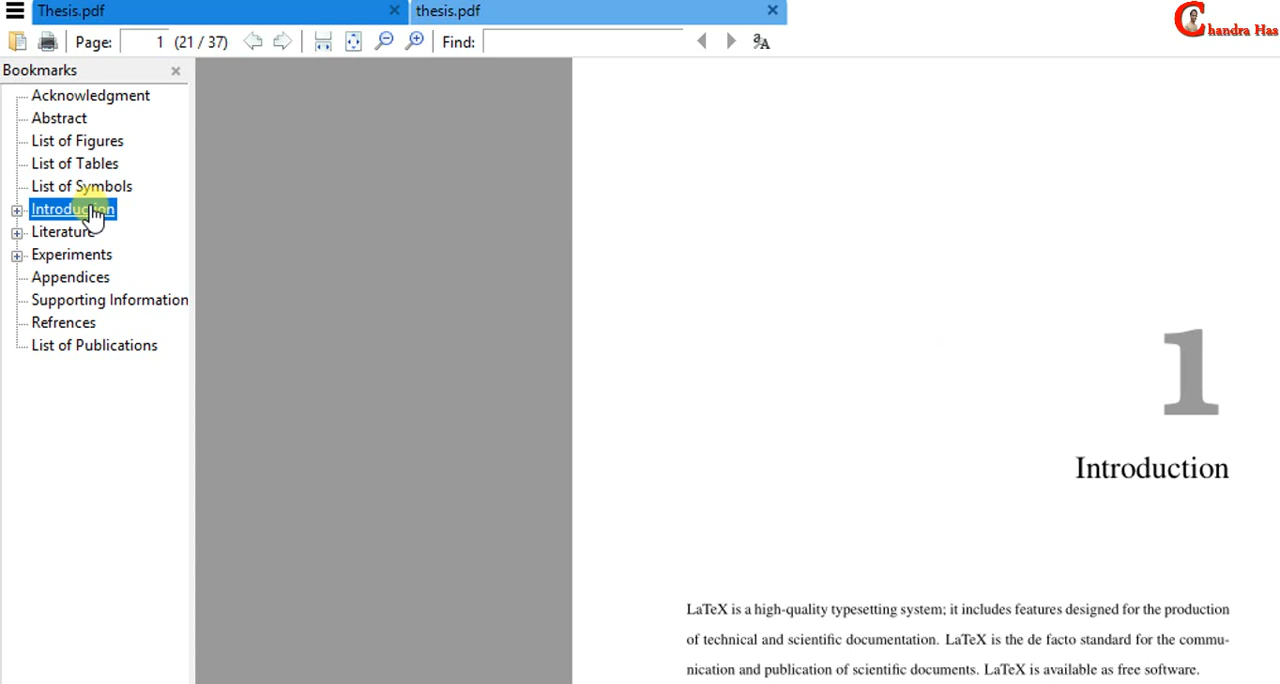 Thesis.pdf
thesis.pdf
Chandra Has
Page: 1 (21 / 37)
Find:
Bookmarks
Acknowledgment
Abstract
List of Figures
List of Tables
List of Symbols
Introduction
Literature
Experiments
Appendices
Supporting Information
Refrences
List of Publications
1
Introduction
LaTeX is a high-quality typesetting system; it includes features designed for the production
of technical and scientific documentation. LaTeX is the de facto standard for the commu-
nication and publication of scientific documents. LaTeX is available as free software.